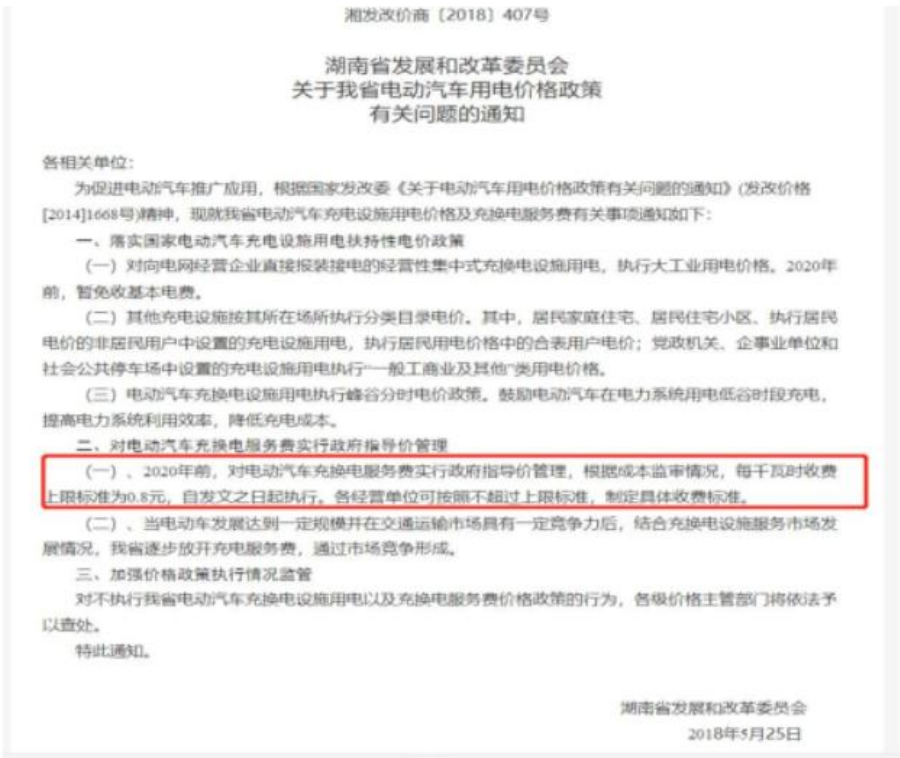 湘发改价商〔2018〕407号
湖南省发展和改革委员会
关于我省电动汽车用电价格政策
有关问题的通知
各相关单位：
为促进电动汽车推广应用，根据国家发改委《关于电动汽车用电价格政策有关问题的通知》(发改价格
[2014]1668号)精神，现就我省电动汽车充电设施用电价格及充换电服务费有关事项通知如下：
一、落实国家电动汽车充电设施用电扶持性电价政策
（一）对向电网经营企业直接报装接电的经营性集中式充换电设施用电，执行大工业用电价格。2020年
前，暂免收基本电费。
（二）其他充电设施按其所在场所执行分类目录电价。其中，居民家庭住宅、居民住宅小区、执行居民
电价的非居民用户中设置的充电设施用电，执行居民用电价格中的合表用户电价；党政机关、企事业单位和
社会公共停车场中设置的充电设施用电执行“一般工商业及其他”类用电价格。
（三）电动汽车充换电设施用电执行峰谷分时电价政策。鼓励电动汽车在电力系统用电低谷时段充电，
提高电力系统利用效率，降低充电成本。
二、对电动汽车充换电服务费实行政府指导价管理
（一）、2020年前，对电动汽车充换电服务费实行政府指导价管理，根据成本监审情况，每千瓦时收费
上限标准为0.8元，自发文之日起执行。各经营单位可按照不超过上限标准，制定具体收费标准。
（二）、当电动车发展达到一定规模并在交通运输市场具有一定竞争力后，结合充换电设施服务市场发
展情况，我省逐步放开充电服务费，通过市场竞争形成。
三、加强价格政策执行情况监管
对不执行我省电动汽车充换电设施用电以及充换电服务费价格政策的行为，各级价格主管部门将依法予
以查处。
特此通知。
湖南省发展和改革委员会
2018年5月25日